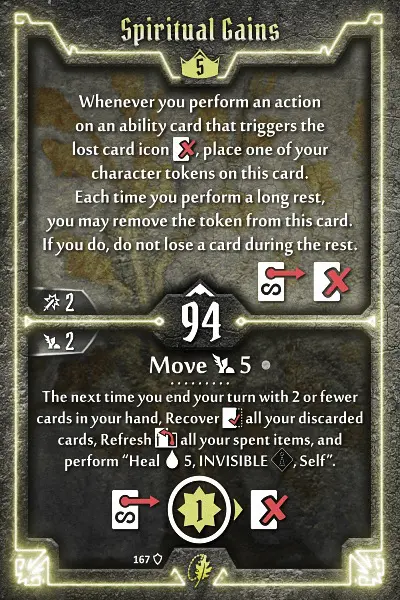 Spiritual Gains
5
Whenever you perform an action
on an ability card that triggers the
lost card icon , place one of your
character tokens on this card.
Each time you perform a long rest,
you may remove the token from this card.
If you do, do not lose a card during the rest.
2
94
2
Move 5
The next time you end your turn with 2 or fewer
cards in your hand, Recover all your discarded
cards, Refresh all your spent items, and
perform “Heal 5, INVISIBLE , Self”.
1
167